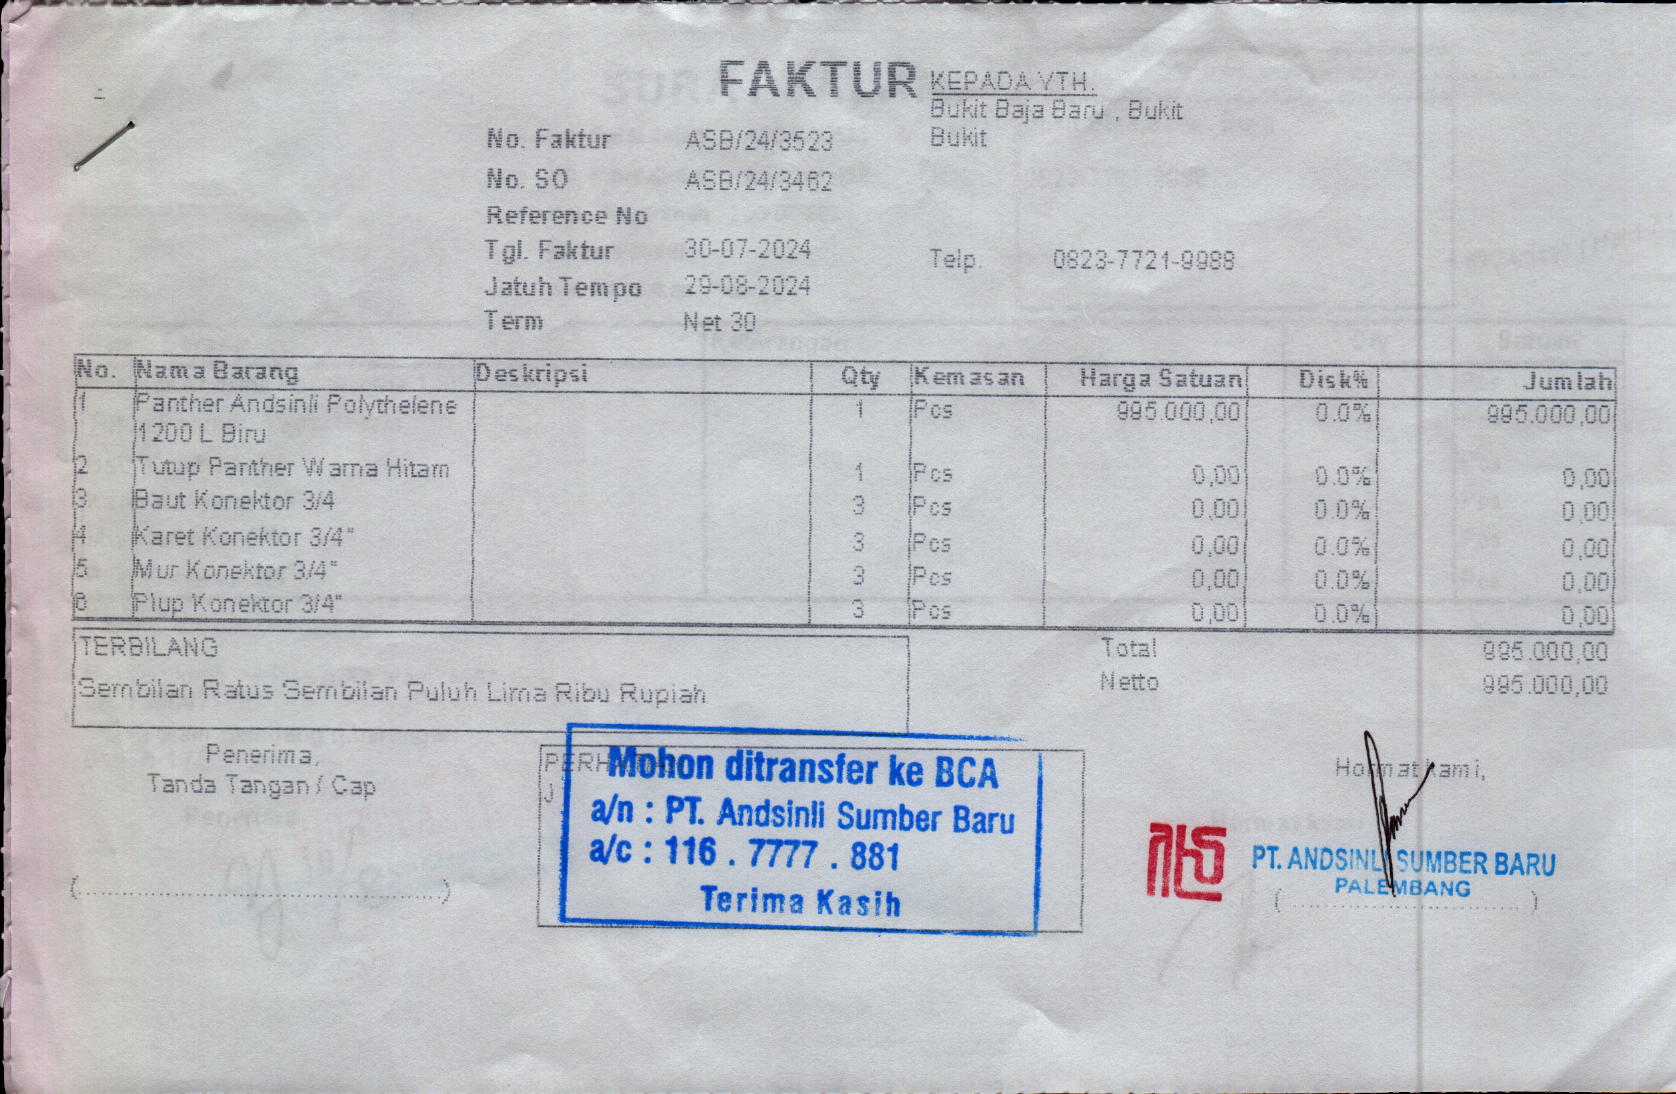 FAKTUR
KEPADA YTH.
Bukit Baja Baru , Bukit
Bukit
No. Faktur ASB/24/3523
No. SO ASB/24/3462
Reference No
Tgl. Faktur 30-07-2024
Telp. 0823-7721-9988
Jatuh Tempo 29-08-2024
Term Net 30
No. Nama Barang Deskripsi Qty Kemasan Harga Satuan Disk% Jumlah
1 Panther Andsinli Polythelene 1 Pcs 995.000,00 0.0% 995.000,00
1200 L Biru
2 Tutup Panther Warna Hitam 1 Pcs 0,00 0.0% 0,00
3 Baut Konektor 3/4 3 Pcs 0,00 0.0% 0,00
4 Karet Konektor 3/4" 3 Pcs 0,00 0.0% 0,00
5 Mur Konektor 3/4" 3 Pcs 0,00 0.0% 0,00
6 Plup Konektor 3/4" 3 Pcs 0,00 0.0% 0,00
TERBILANG
Sembilan Ratus Sembilan Puluh Lima Ribu Rupiah
Total 995.000,00
Netto 995.000,00
Penerima,
Tanda Tangan / Cap
Mohon ditransfer ke BCA
a/n : PT. Andsinli Sumber Baru
a/c : 116 . 7777 . 881
Terima Kasih
Hormat kami,
PT. ANDSINLI SUMBER BARU
PALEMBANG